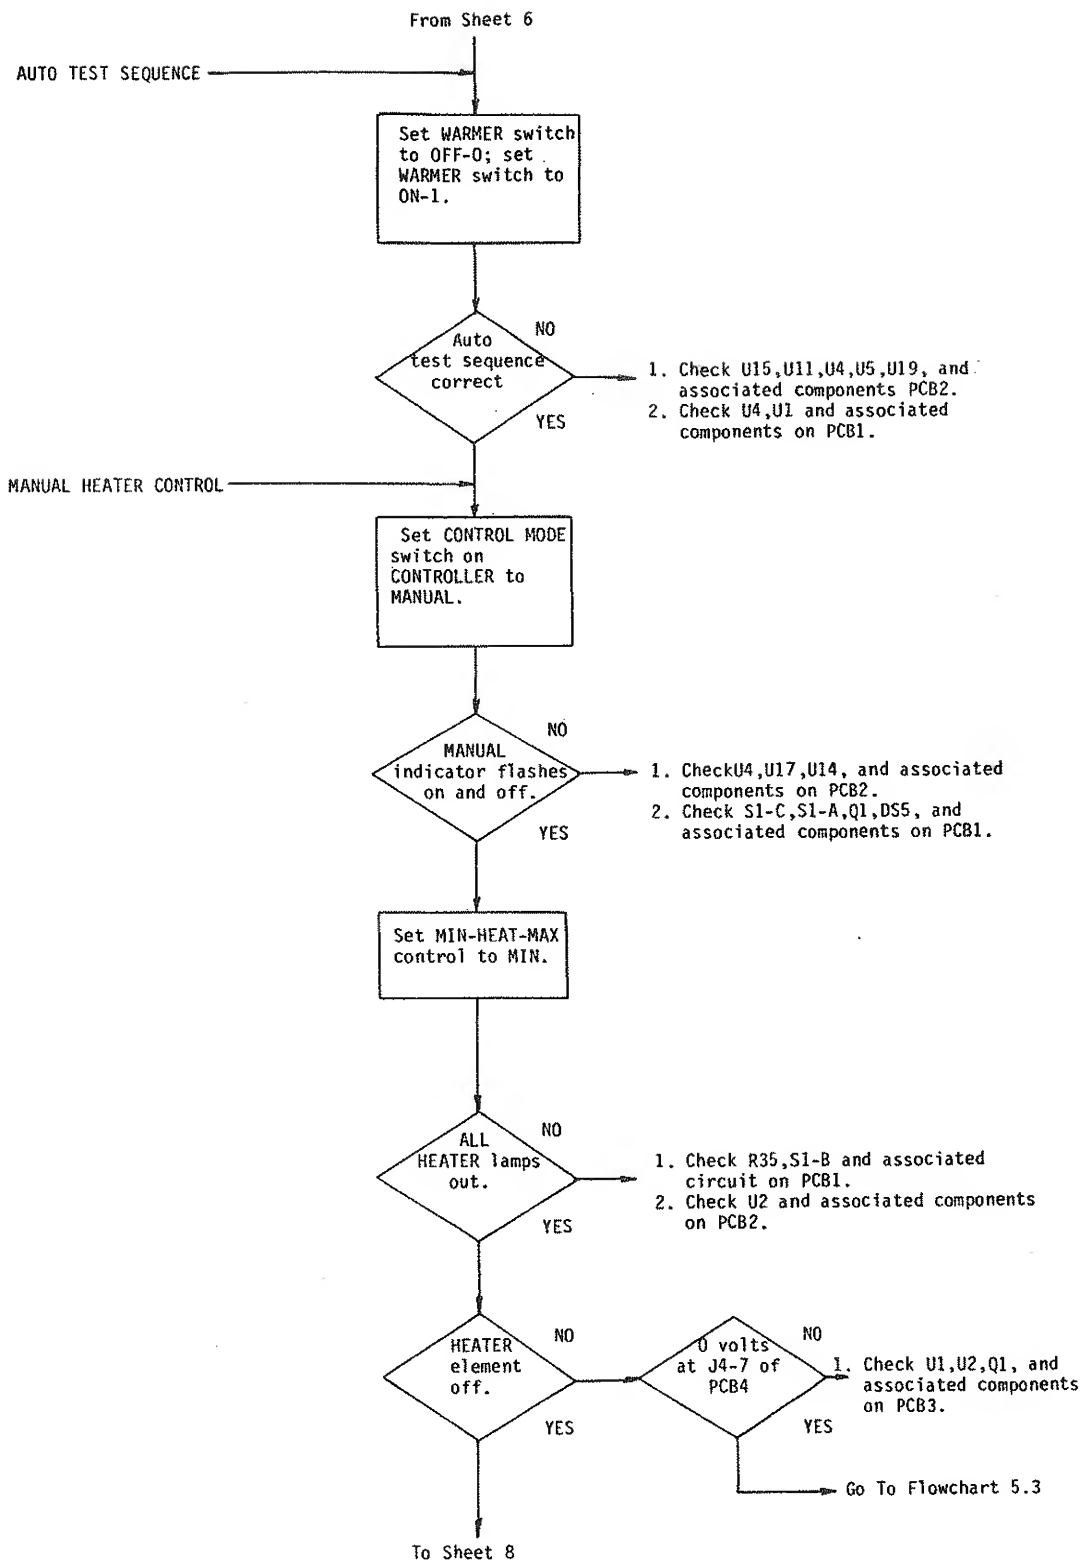 From Sheet 6
AUTO TEST SEQUENCE
Set WARMER switch
to OFF-0; set
WARMER switch to
ON-1.
Auto
test sequence
correct
NO
YES
1. Check U15,U11,U4,U5,U19, and
associated components PCB2.
2. Check U4,U1 and associated
components on PCB1.
MANUAL HEATER CONTROL
Set CONTROL MODE
switch on
CONTROLLER to
MANUAL.
MANUAL
indicator flashes
on and off.
NO
YES
1. CheckU4,U17,U14, and associated
components on PCB2.
2. Check S1-C,S1-A,Q1,DS5, and
associated components on PCB1.
Set MIN-HEAT-MAX
control to MIN.
ALL
HEATER lamps
out.
NO
YES
1. Check R35,S1-B and associated
circuit on PCB1.
2. Check U2 and associated components
on PCB2.
HEATER
element
off.
NO
YES
0 volts
at J4-7 of
PCB4
NO
YES
1. Check U1,U2,Q1, and
associated components
on PCB3.
Go To Flowchart 5.3
To Sheet 8